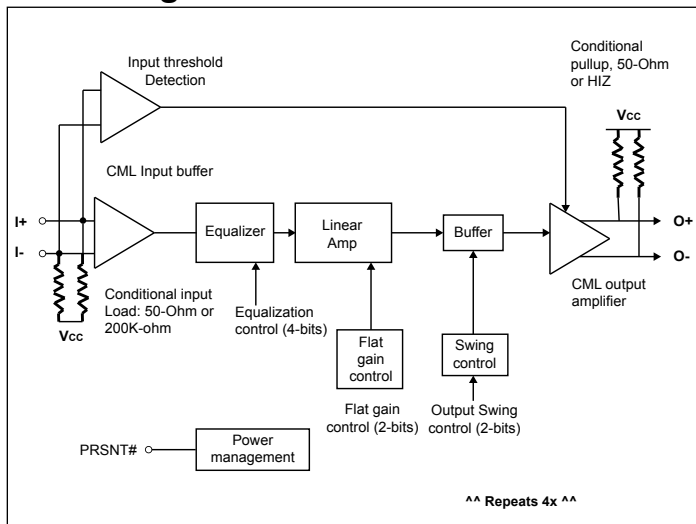 Input threshold
Detection
Conditional
pullup, 50-Ohm
or HIZ
Vcc
CML Input buffer
I+
I-
Equalizer
Linear
Amp
Buffer
O+
O-
CML output
amplifier
Conditional input
Load: 50-Ohm or
200K-ohm
Vcc
Equalization
control (4-bits)
Flat
gain
control
Swing
control
Flat gain
control (2-bits)
Output Swing
control (2-bits)
PRSNT#
Power
management
^^ Repeats 4x ^^